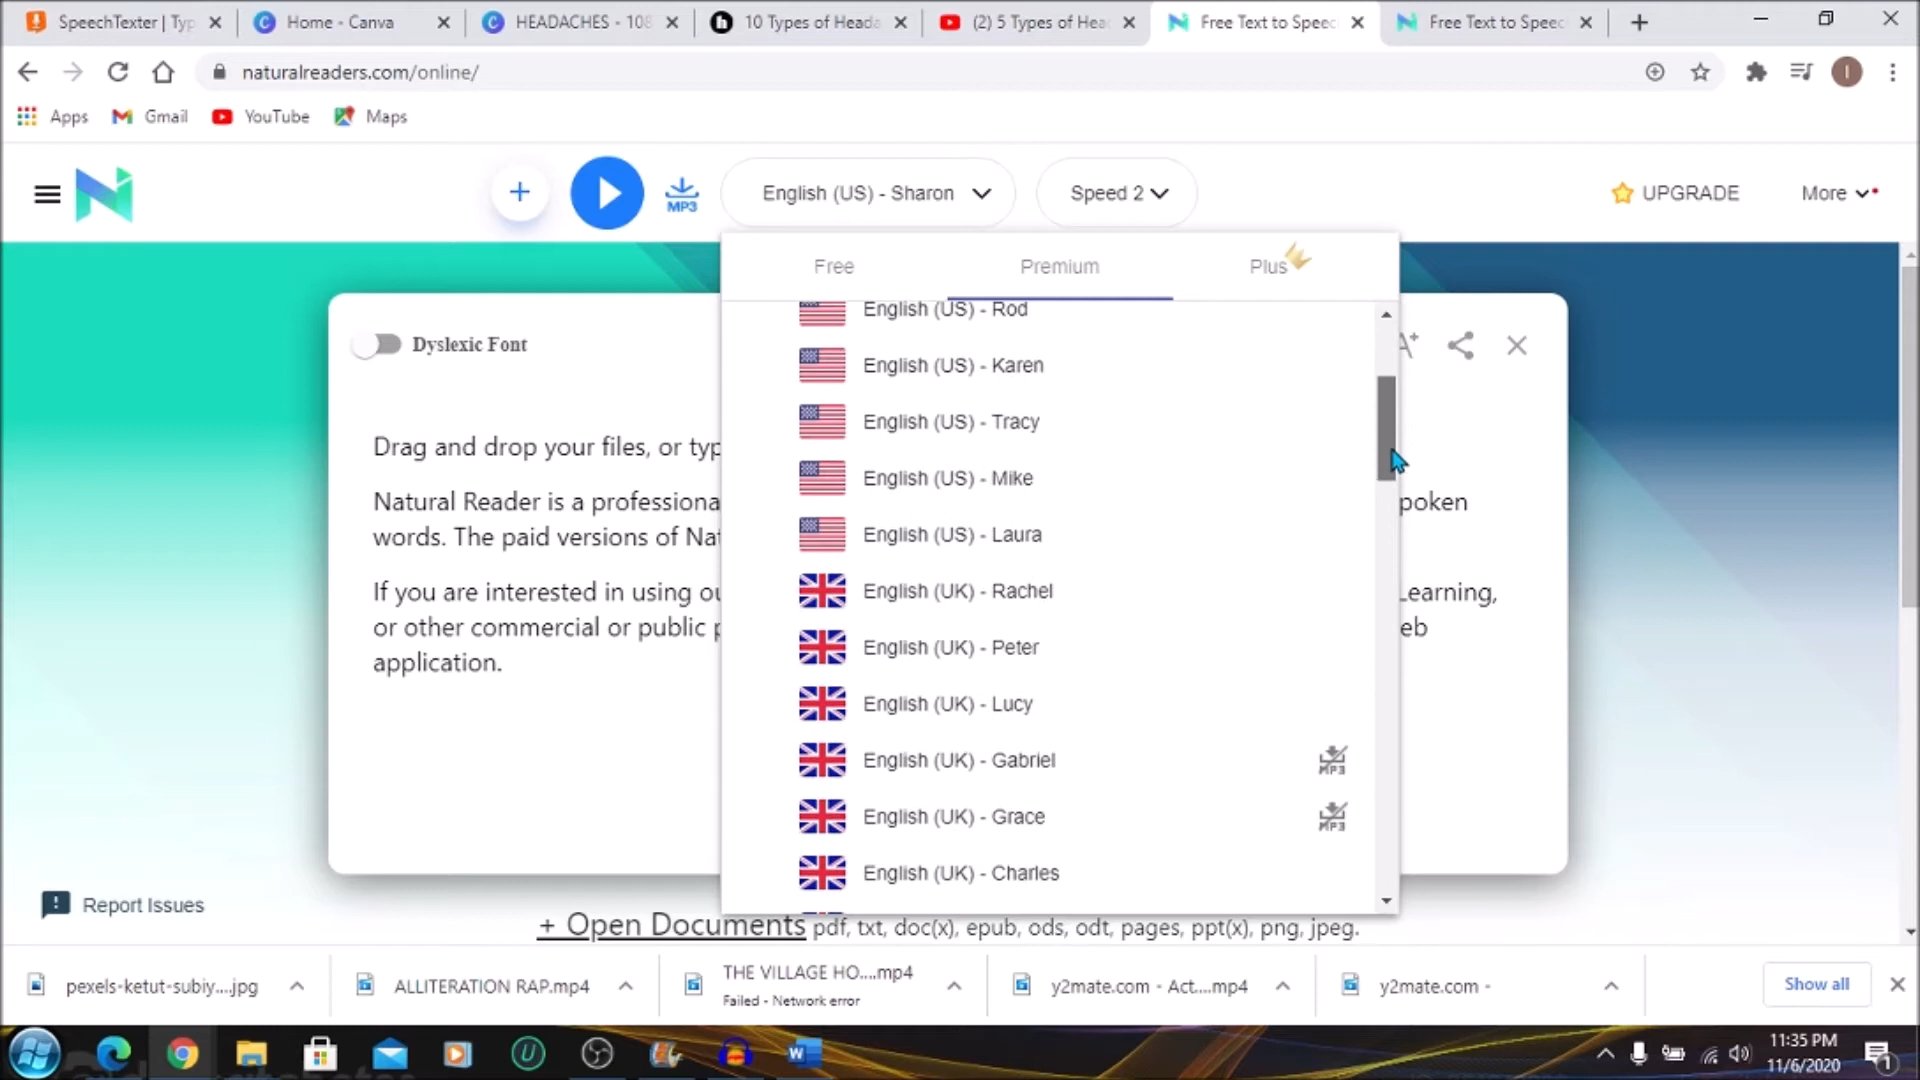 SpeechTexter | Typ
Home - Canva
HEADACHES - 108
10 Types of Heada
(2) 5 Types of Hea
Free Text to Speec
Free Text to Speec
naturalreaders.com/online/
I
Apps
Gmail
YouTube
Maps
MP3
English (US) - Sharon
Speed 2
UPGRADE
More
Free
Premium
Plus
Dyslexic Font
English (US) - Rod
English (US) - Karen
English (US) - Tracy
English (US) - Mike
English (US) - Laura
English (UK) - Rachel
English (UK) - Peter
English (UK) - Lucy
English (UK) - Gabriel
MP3
English (UK) - Grace
MP3
English (UK) - Charles
A+
Drag and drop your files, or typ
Natural Reader is a professiona poken
words. The paid versions of Nat
If you are interested in using ou Learning,
or other commercial or public p eb
application.
Report Issues
+ Open Documents pdf, txt, doc(x), epub, ods, odt, pages, ppt(x), png, jpeg.
pexels-ketut-subiy....jpg
ALLITERATION RAP.mp4
THE VILLAGE HO....mp4
Failed - Network error
y2mate.com - Act....mp4
y2mate.com -
Show all
11:35 PM
11/6/2020
1